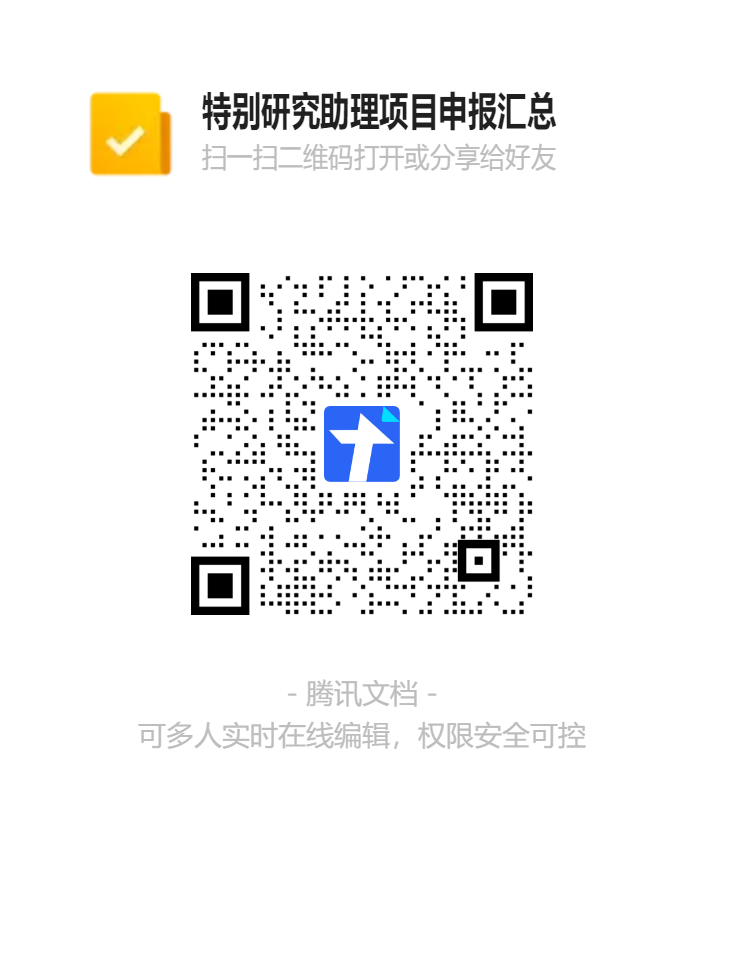 特别研究助理项目申报汇总
扫一扫二维码打开或分享给好友
- 腾讯文档 -
可多人实时在线编辑，权限安全可控